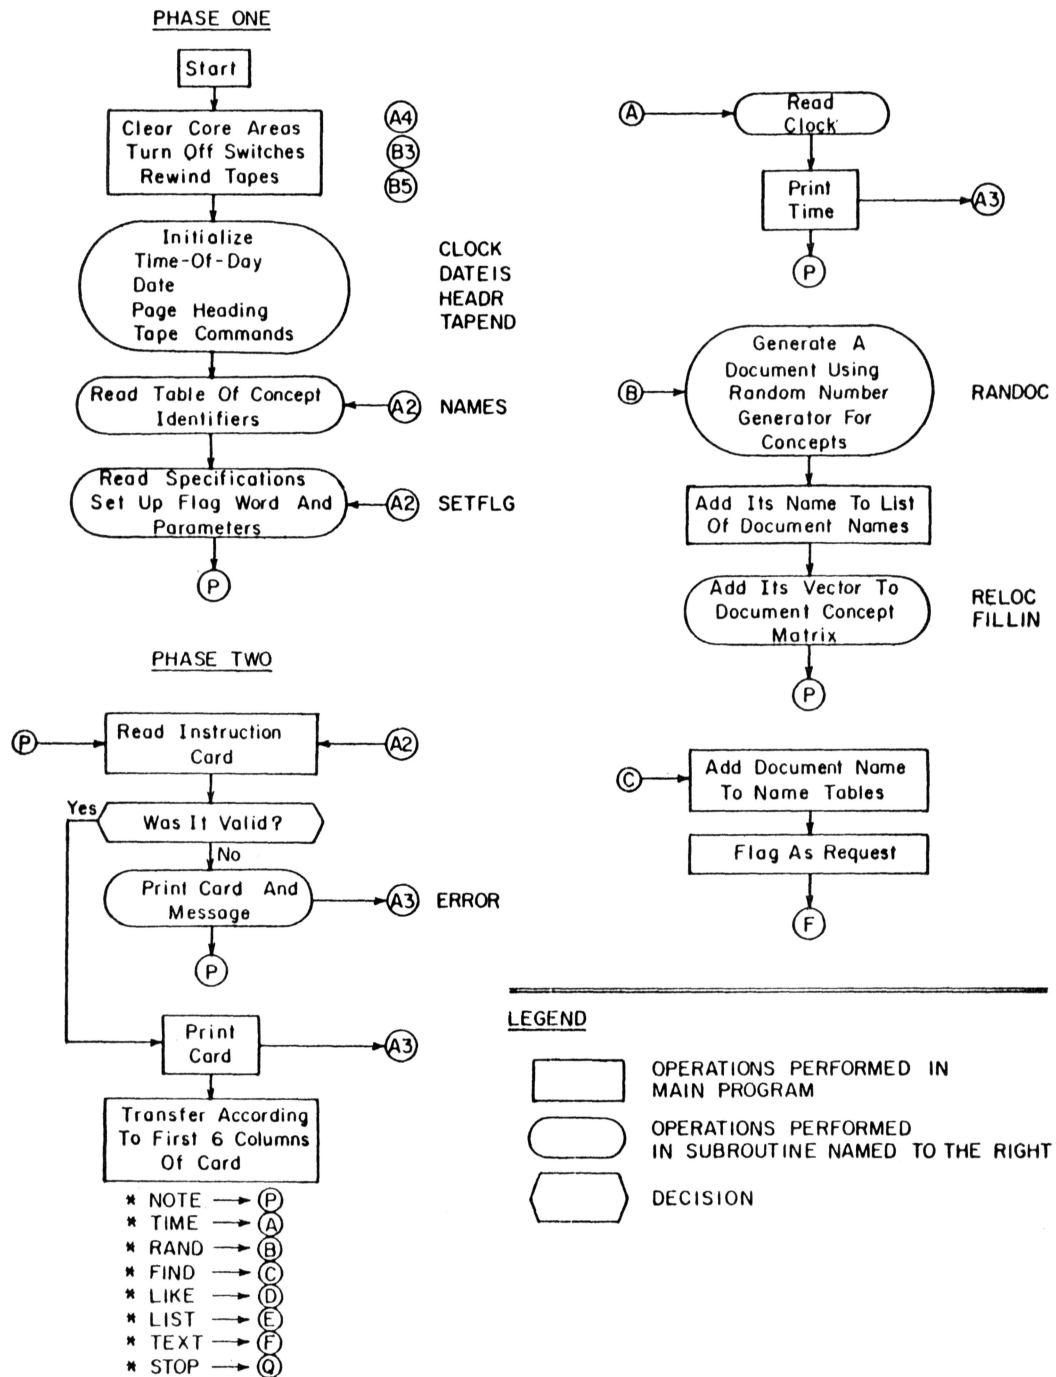 PHASE ONE
Start
Clear Core Areas
Turn Off Switches
Rewind Tapes
A4
B3
B5
Initialize
Time-Of-Day
Date
Page Heading
Tape Commands
CLOCK
DATEIS
HEADR
TAPEND
Read Table Of Concept
Identifiers
A2 NAMES
Read Specifications
Set Up Flag Word And
Parameters
A2 SETFLG
P
PHASE TWO
P
Read Instruction
Card
A2
Yes
Was It Valid?
No
Print Card And
Message
A3 ERROR
P
Print
Card
A3
Transfer According
To First 6 Columns
Of Card
* NOTE P
* TIME A
* RAND B
* FIND C
* LIKE D
* LIST E
* TEXT F
* STOP Q
A
Read
Clock
Print
Time
A3
P
B
Generate A
Document Using
Random Number
Generator For
Concepts
RANDOC
Add Its Name To List
Of Document Names
Add Its Vector To
Document Concept
Matrix
RELOC
FILLIN
P
C
Add Document Name
To Name Tables
Flag As Request
F
LEGEND
OPERATIONS PERFORMED IN
MAIN PROGRAM
OPERATIONS PERFORMED
IN SUBROUTINE NAMED TO THE RIGHT
DECISION